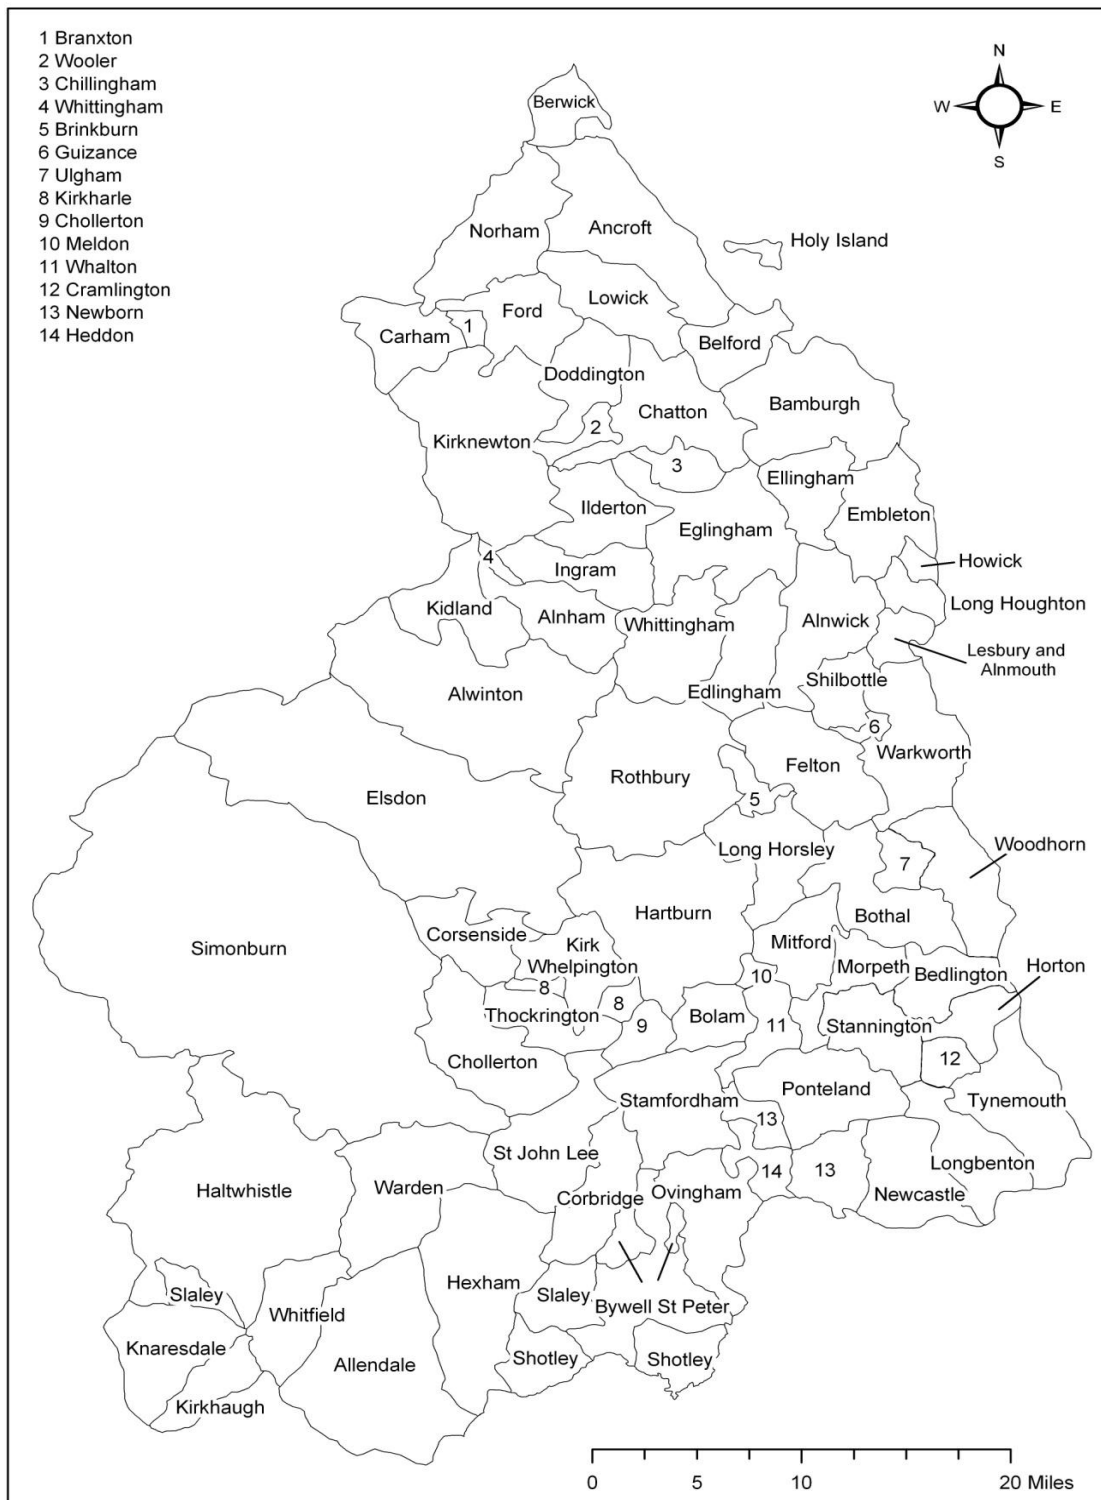 1 Branxton
2 Wooler
3 Chillingham
4 Whittingham
5 Brinkburn
6 Guizance
7 Ulgham
8 Kirkharle
9 Chollerton
10 Meldon
11 Whalton
12 Cramlington
13 Newborn
14 Heddon
N
W E
S
Berwick
Norham
Ancroft
Holy Island
Ford
Lowick
Carham
1
Belford
Doddington
Chatton
Bamburgh
2
Kirknewton
3
Ellingham
Ilderton
Embleton
Eglingham
4
Ingram
Howick
Kidland
Alnham
Whittingham
Alnwick
Long Houghton
Lesbury and
Alnmouth
Alwinton
Edlingham
Shilbottle
6
Warkworth
Rothbury
Felton
Elsdon
5
Long Horsley
Woodhorn
7
Hartburn
Bothal
Simonburn
Corsenside
Kirk
Whelpington
Mitford
Morpeth
Bedlington
Horton
10
8
8
Thockrington
9
Bolam
11
Stannington
Chollerton
12
Ponteland
Stamfordham
Tynemouth
13
St John Lee
Longbenton
Haltwhistle
Warden
Corbridge
Ovingham
14
13
Newcastle
Hexham
Slaley
Slaley
Bywell St Peter
Whitfield
Knaresdale
Allendale
Shotley
Shotley
Kirkhaugh
0 5 10 20 Miles